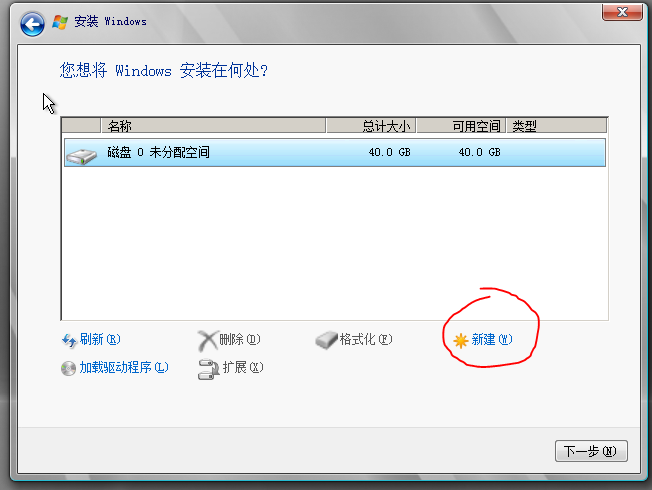 安装 Windows
您想将 Windows 安装在何处?
名称 总计大小 可用空间 类型
磁盘 0 未分配空间 40.0 GB 40.0 GB
刷新(R) 删除(D) 格式化(F) 新建(W)
加载驱动程序(L) 扩展(X)
下一步(N)